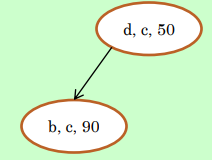 d, c, 50
b, c, 90